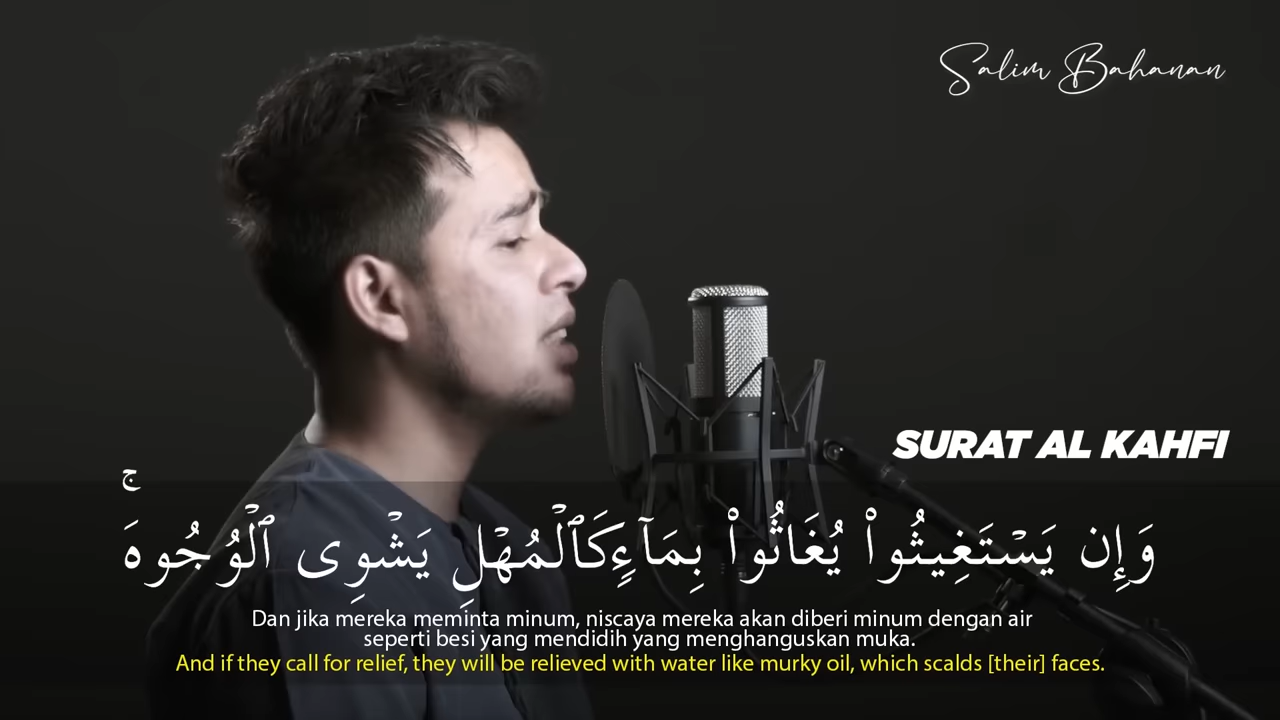 Salim Bahanan
SURAT AL KAHFI
وَإِن يَسْتَغِيثُوا۟ يُغَاثُوا۟ بِمَآءٍ كَٱلْمُهْلِ يَشْوِى ٱلْوُجُوهَ ۚ
Dan jika mereka meminta minum, niscaya mereka akan diberi minum dengan air
seperti besi yang mendidih yang menghanguskan muka.
And if they call for relief, they will be relieved with water like murky oil, which scalds [their] faces.